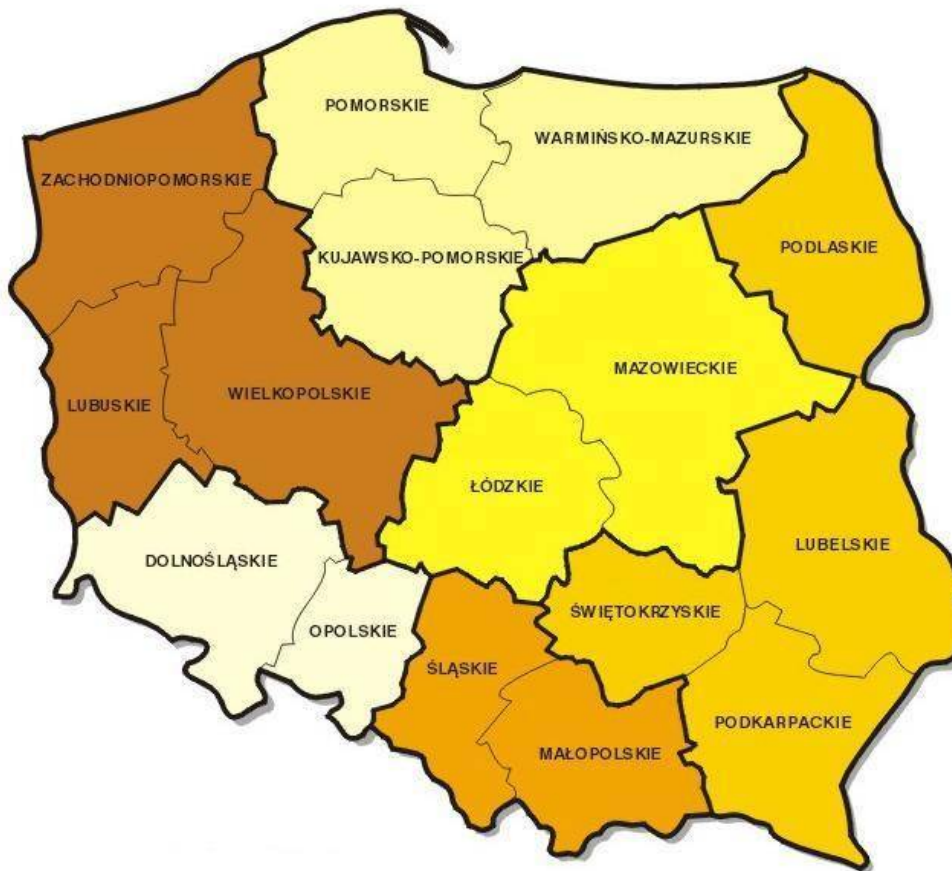 POMORSKIE
WARMIŃSKO-MAZURSKIE
ZACHODNIOPOMORSKIE
PODLASKIE
KUJAWSKO-POMORSKIE
MAZOWIECKIE
WIELKOPOLSKIE
LUBUSKIE
ŁÓDZKIE
LUBELSKIE
DOLNOŚLĄSKIE
ŚWIĘTOKRZYSKIE
OPOLSKIE
ŚLĄSKIE
PODKARPACKIE
MAŁOPOLSKIE